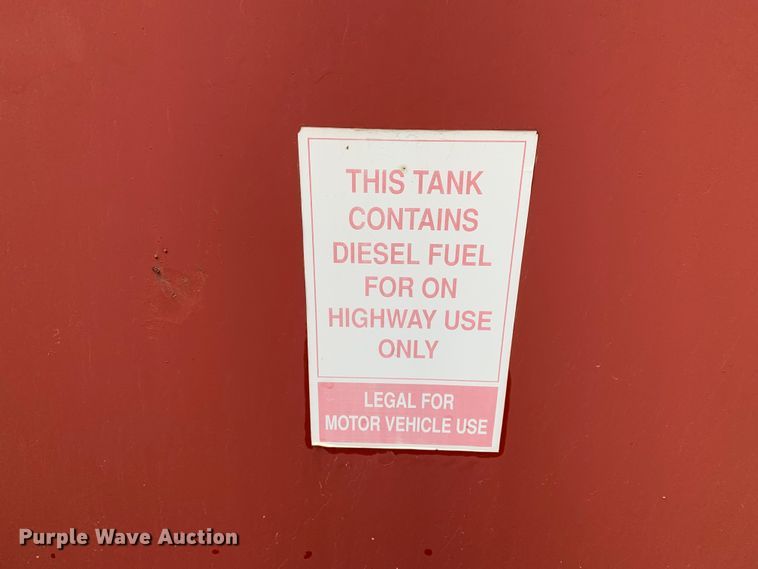 THIS TANK
CONTAINS
DIESEL FUEL
FOR ON
HIGHWAY USE
ONLY
LEGAL FOR
MOTOR VEHICLE USE
Purple Wave Auction